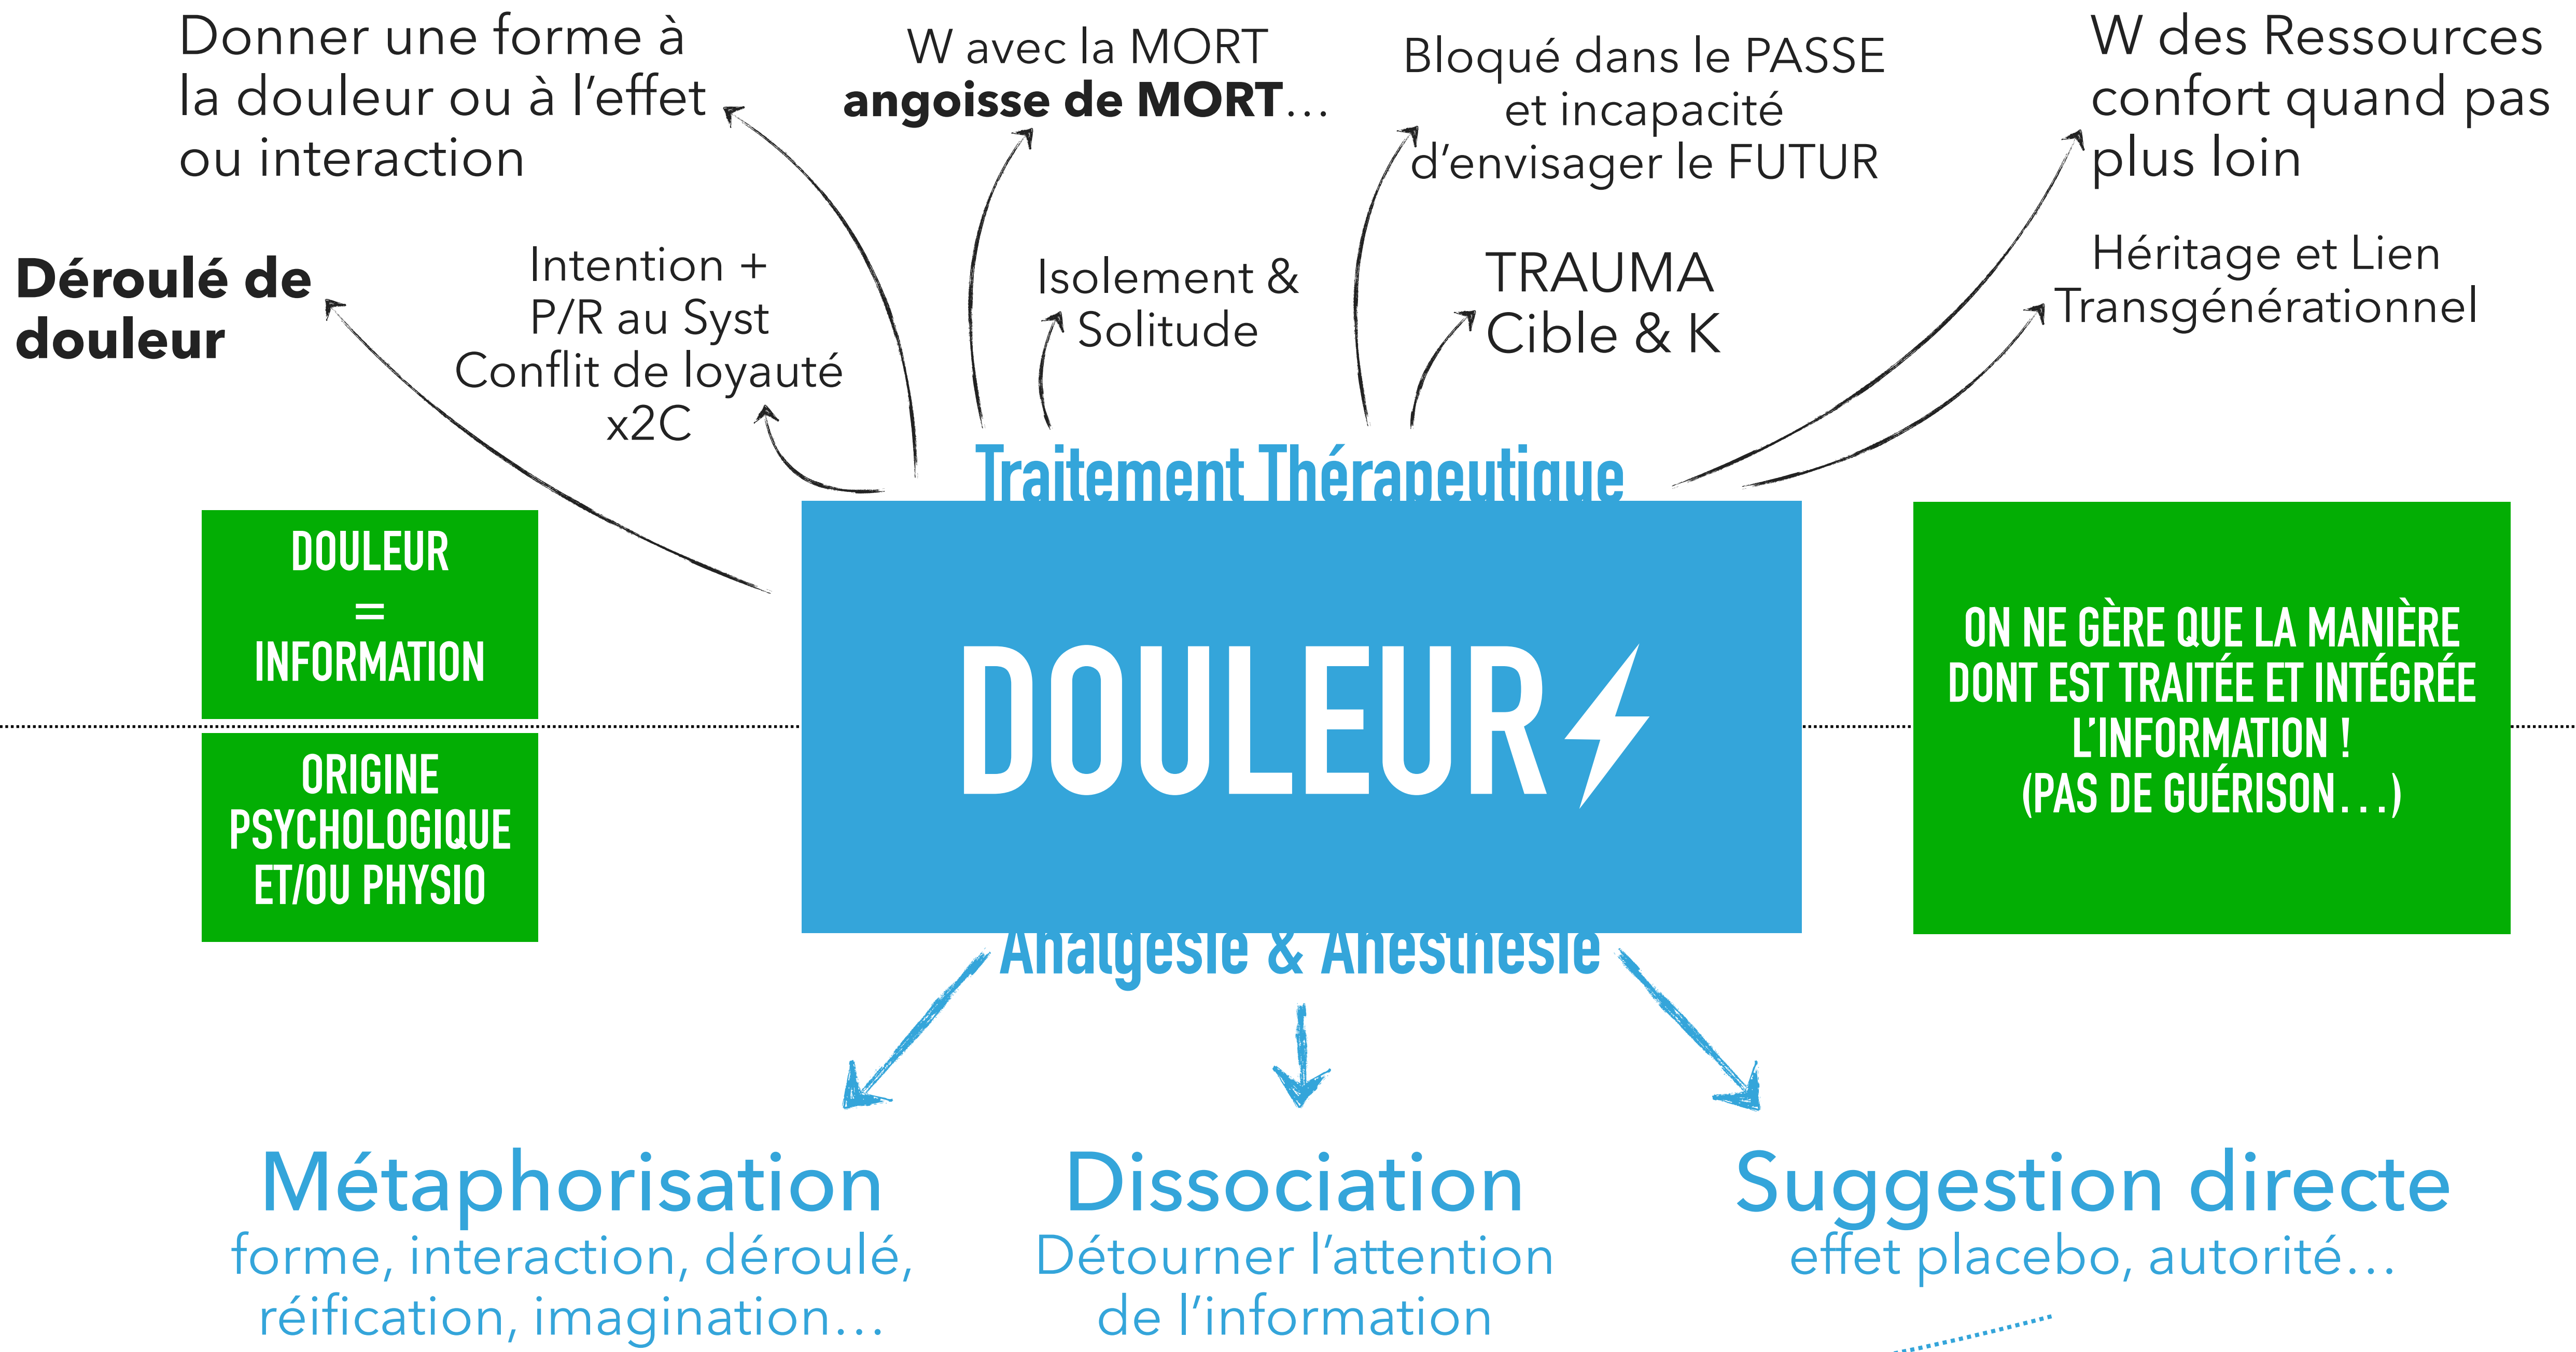 Donner une forme à
la douleur ou à l’effet
ou interaction
W avec la MORT
angoisse de MORT…
Bloqué dans le PASSE
et incapacité
d’envisager le FUTUR
W des Ressources
confort quand pas
plus loin
Déroulé de
douleur
Intention +
P/R au Syst
Conflit de loyauté
x2C
Isolement &
Solitude
TRAUMA
Cible & K
Héritage et Lien
Transgénérationnel
Traitement Thérapeutique
DOULEUR
=
INFORMATION
ORIGINE
PSYCHOLOGIQUE
ET/OU PHYSIO
DOULEUR
ON NE GÈRE QUE LA MANIÈRE
DONT EST TRAITÉE ET INTÉGRÉE
L’INFORMATION !
(PAS DE GUÉRISON…)
Analgésie & Anesthésie
Métaphorisation
forme, interaction, déroulé,
réification, imagination…
Dissociation
Détourner l’attention
de l’information
Suggestion directe
effet placebo, autorité…